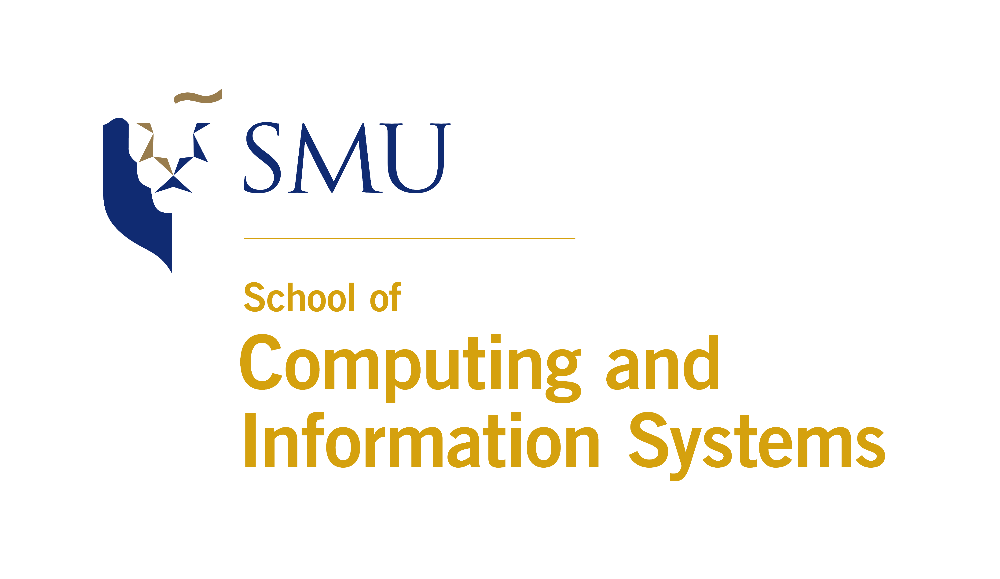 SMU
School of
Computing and
Information Systems